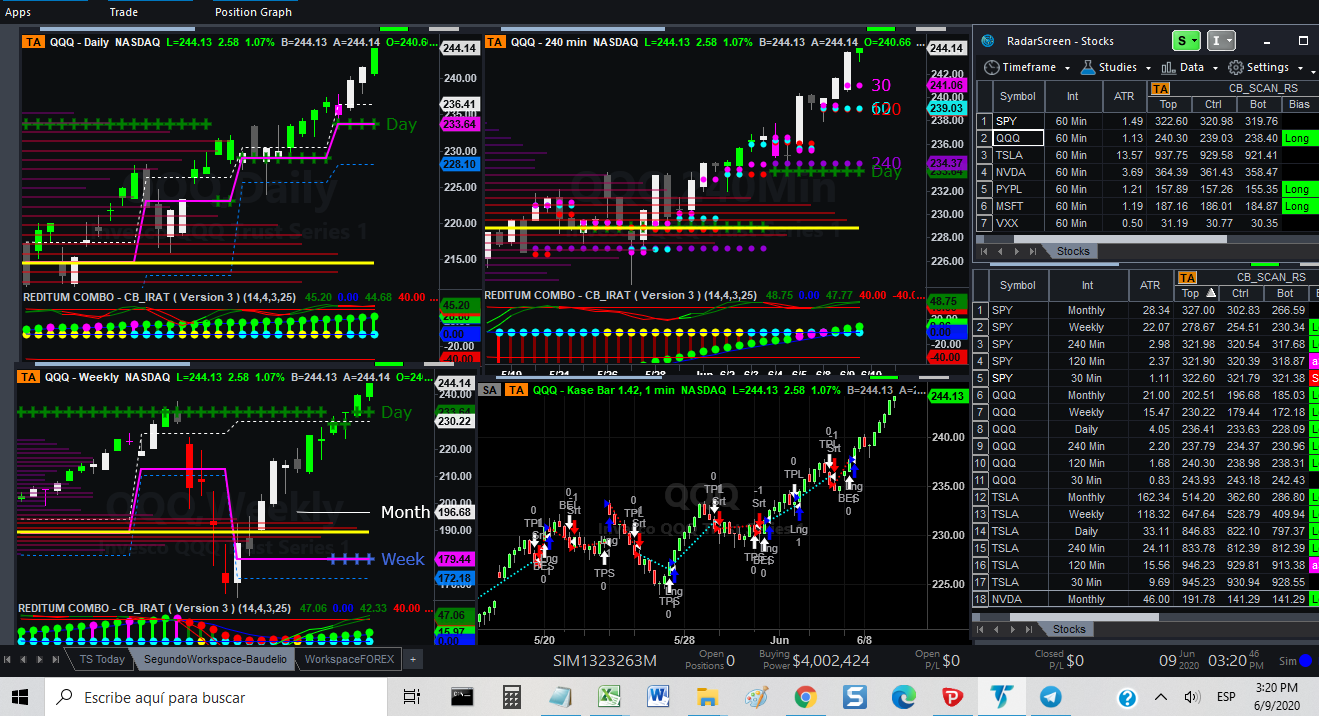 Apps Trade Position Graph
TA QQQ - Daily NASDAQ L=244.13 2.58 1.07% B=244.13 A=244.14 O=240.6...
244.14
240.00
236.41
233.64
230.00
228.10
225.00
220.00
215.00
Day
QQQ Daily
Invesco QQQ Trust Series 1
REDITUM COMBO - CB_IRAT ( Version 3 ) (14,4,3,25) 45.20 0.00 44.68 40.00 ...
45.20
0.00
-20.00
40.00
TA QQQ - 240 min NASDAQ L=244.13 2.58 1.07% B=244.13 A=244.14 O=240.66 ...
244.14
242.00
241.06
239.03
238.00
236.00
234.37
233.64
232.00
230.00
228.00
226.00
30
60
120
240
Day
REDITUM COMBO - CB_IRAT ( Version 3 ) (14,4,3,25) 48.75 0.00 47.77 40.00 -40.0...
48.75
0.00
-20.00
40.00
5/19 5/21 5/26 5/28 Jun 6/2 6/4 6/5 6/8 6/9 6/10
TA QQQ - Weekly NASDAQ L=244.13 2.58 1.07% B=244.13 A=244.14 O=24...
244.14
240.00
233.64
230.22
220.00
210.00
200.00
196.68
190.00
179.44
172.18
Day
Month
Week
QQQ Weekly
Invesco QQQ Trust Series 1
REDITUM COMBO - CB_IRAT ( Version 3 ) (14,4,3,25) 47.06 0.00 42.33 40.00 ...
47.06
15.97
0.00
SA TA QQQ - Kase Bar 1.42, 1 min NASDAQ L=244.13 2.58 1.07% B=244.13 A=2...
244.13
240.00
235.00
230.00
225.00
5/20 5/28 Jun 6/8
RadarScreen - Stocks S I
Timeframe Studies Data Settings
Symbol Int ATR TA CB_SCAN_RS
Top Ctrl Bot Bias
1 SPY 60 Min 1.49 322.60 320.98 319.76
2 QQQ 60 Min 1.13 240.30 239.03 238.40 Long
3 TSLA 60 Min 13.57 937.75 929.58 921.41
4 NVDA 60 Min 3.69 364.39 361.43 358.47
5 PYPL 60 Min 1.21 157.89 157.26 155.35 Long
6 MSFT 60 Min 1.19 187.16 186.01 184.87 Long
7 VXX 60 Min 0.50 31.19 30.77 30.35
Stocks
Symbol Int ATR TA CB_SCAN_RS
Top Ctrl Bot
1 SPY Monthly 28.34 327.00 302.83 266.59
2 SPY Weekly 22.07 278.67 254.51 230.34 L
3 SPY 240 Min 2.98 321.98 320.54 317.68 L
4 SPY 120 Min 2.37 321.90 320.39 318.87 a
5 SPY 30 Min 1.11 322.60 321.79 321.38 S
6 QQQ Monthly 21.00 202.51 196.68 185.03 L
7 QQQ Weekly 15.47 230.22 179.44 172.18 L
8 QQQ Daily 4.05 236.41 233.63 228.09 L
9 QQQ 240 Min 2.20 237.79 234.37 230.96 L
10 QQQ 120 Min 1.68 240.30 238.98 238.31 L
11 QQQ 30 Min 0.83 243.93 243.18 242.43
12 TSLA Monthly 162.34 514.20 362.60 286.80 L
13 TSLA Weekly 118.32 647.64 528.79 409.94 L
14 TSLA Daily 33.11 846.83 822.10 797.37 L
15 TSLA 240 Min 24.11 833.78 812.39 812.39 L
16 TSLA 120 Min 15.56 946.23 929.81 913.38 a
17 TSLA 30 Min 9.69 945.23 930.94 928.55
18 NVDA Monthly 46.00 191.78 141.29 141.29 L
Stocks
TS Today SegundoWorkspace-Baudelio WorkspaceFOREX +
SIM1323263M Open Positions 0 Buying Power $4,002,424 Open P/L $0 Closed P/L $0 09 Jun 2020 03:20 46 PM Sim
Escribe aquí para buscar
ESP 3:20 PM
6/9/2020